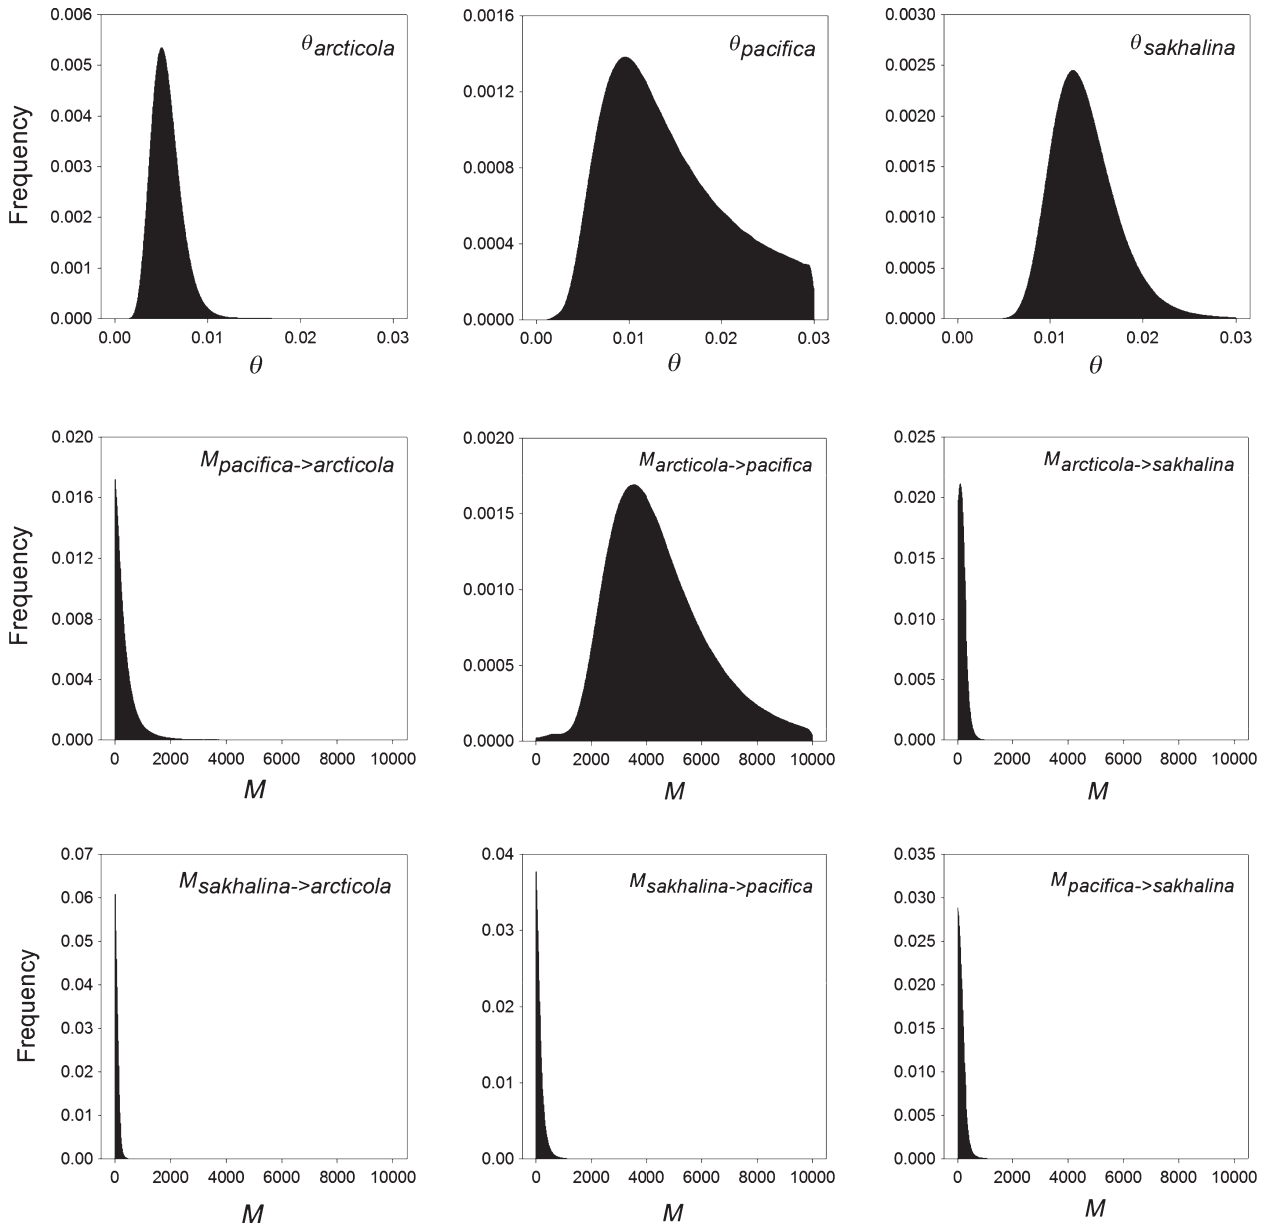 θ arcticola
0.006
0.005
0.004
0.003
0.002
0.001
0.000
Frequency
0.00 0.01 0.02 0.03
θ
θ pacifica
0.0016
0.0012
0.0008
0.0004
0.0000
0.00 0.01 0.02 0.03
θ
θ sakhalina
0.0030
0.0025
0.0020
0.0015
0.0010
0.0005
0.0000
0.00 0.01 0.02 0.03
θ
M pacifica->arcticola
0.020
0.016
0.012
0.008
0.004
0.000
Frequency
0 2000 4000 6000 8000 10000
M
M arcticola->pacifica
0.0020
0.0015
0.0010
0.0005
0.0000
0 2000 4000 6000 8000 10000
M
M arcticola->sakhalina
0.025
0.020
0.015
0.010
0.005
0.000
0 2000 4000 6000 8000 10000
M
M sakhalina->arcticola
0.07
0.06
0.05
0.04
0.03
0.02
0.01
0.00
Frequency
0 2000 4000 6000 8000 10000
M
M sakhalina->pacifica
0.04
0.03
0.02
0.01
0.00
0 2000 4000 6000 8000 10000
M
M pacifica->sakhalina
0.035
0.030
0.025
0.020
0.015
0.010
0.005
0.000
0 2000 4000 6000 8000 10000
M